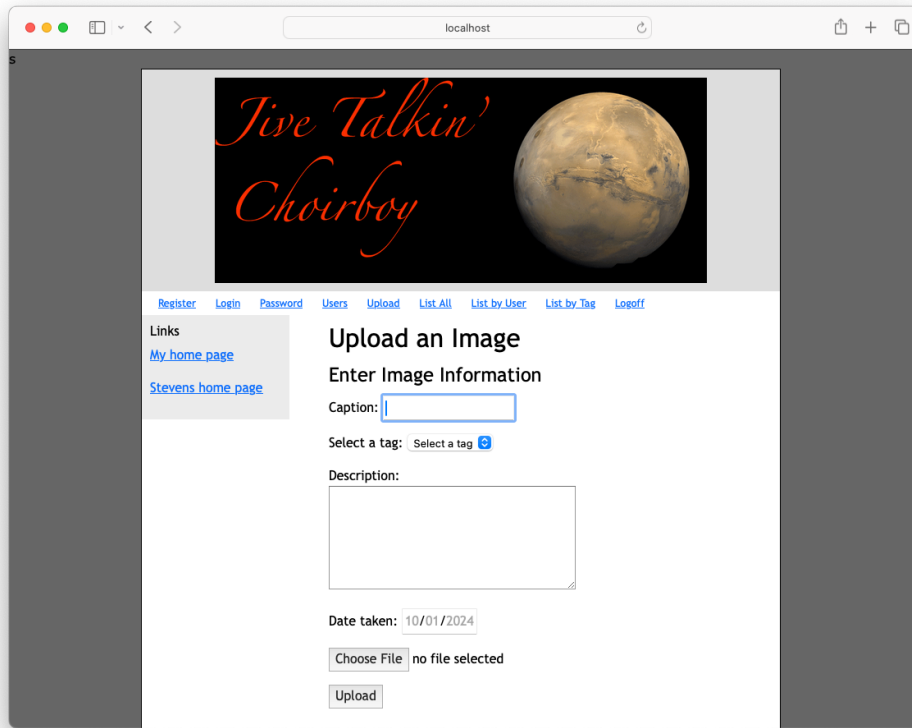 localhost
s
Jive Talkin'
Choirboy
Register Login Password Users Upload List All List by User List by Tag Logoff
Links
My home page
Stevens home page
Upload an Image
Enter Image Information
Caption:
Select a tag: Select a tag
Description:
Date taken: 10/01/2024
Choose File no file selected
Upload